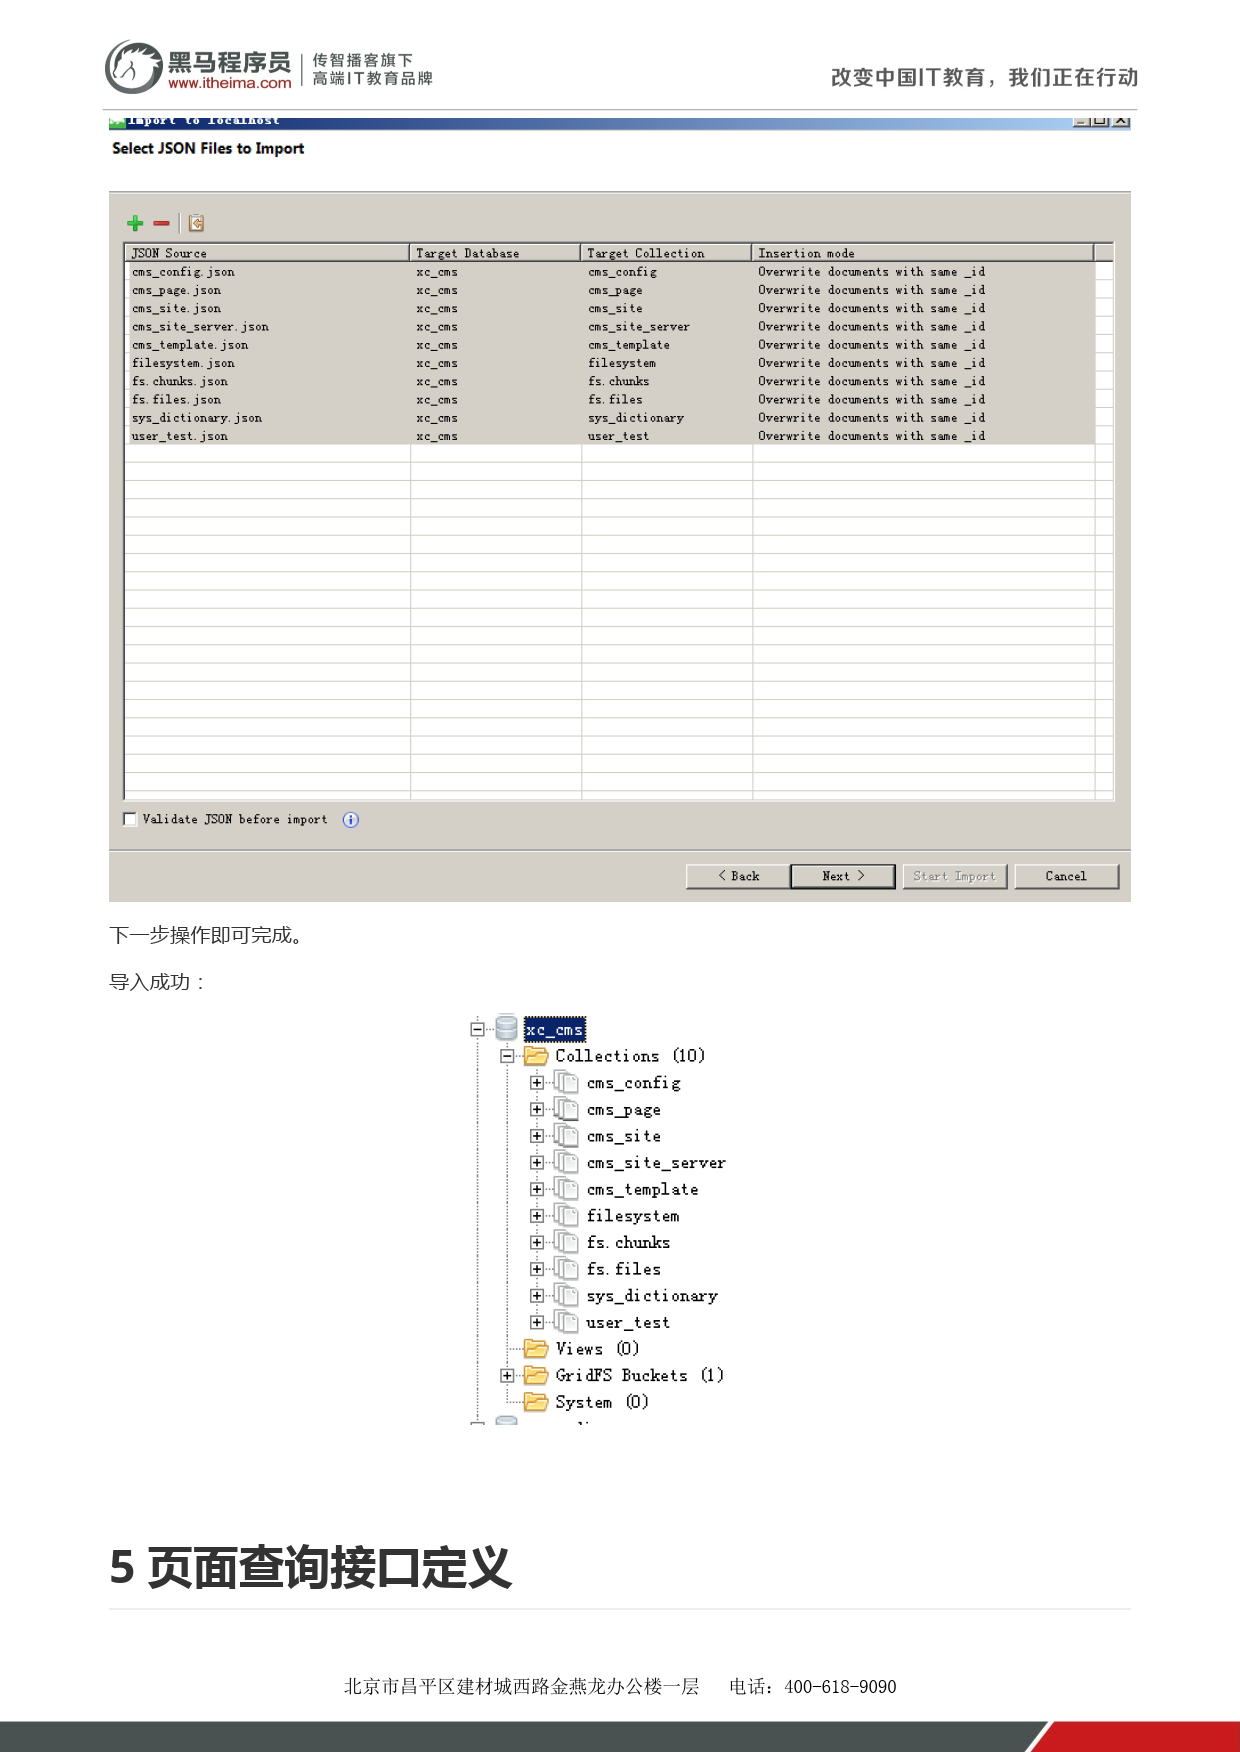 黑马程序员 传智播客旗下
www.itheima.com 高端IT教育品牌
改变中国IT教育，我们正在行动
Import to localhost
Select JSON Files to Import
JSON Source Target Database Target Collection Insertion mode
cms_config.json xc_cms cms_config Overwrite documents with same _id
cms_page.json xc_cms cms_page Overwrite documents with same _id
cms_site.json xc_cms cms_site Overwrite documents with same _id
cms_site_server.json xc_cms cms_site_server Overwrite documents with same _id
cms_template.json xc_cms cms_template Overwrite documents with same _id
filesystem.json xc_cms filesystem Overwrite documents with same _id
fs.chunks.json xc_cms fs.chunks Overwrite documents with same _id
fs.files.json xc_cms fs.files Overwrite documents with same _id
sys_dictionary.json xc_cms sys_dictionary Overwrite documents with same _id
user_test.json xc_cms user_test Overwrite documents with same _id
Validate JSON before import
< Back Next > Start Import Cancel
下一步操作即可完成。
导入成功：
xc_cms
Collections (10)
cms_config
cms_page
cms_site
cms_site_server
cms_template
filesystem
fs.chunks
fs.files
sys_dictionary
user_test
Views (0)
GridFS Buckets (1)
System (0)
5 页面查询接口定义
北京市昌平区建材城西路金燕龙办公楼一层 电话：400-618-9090